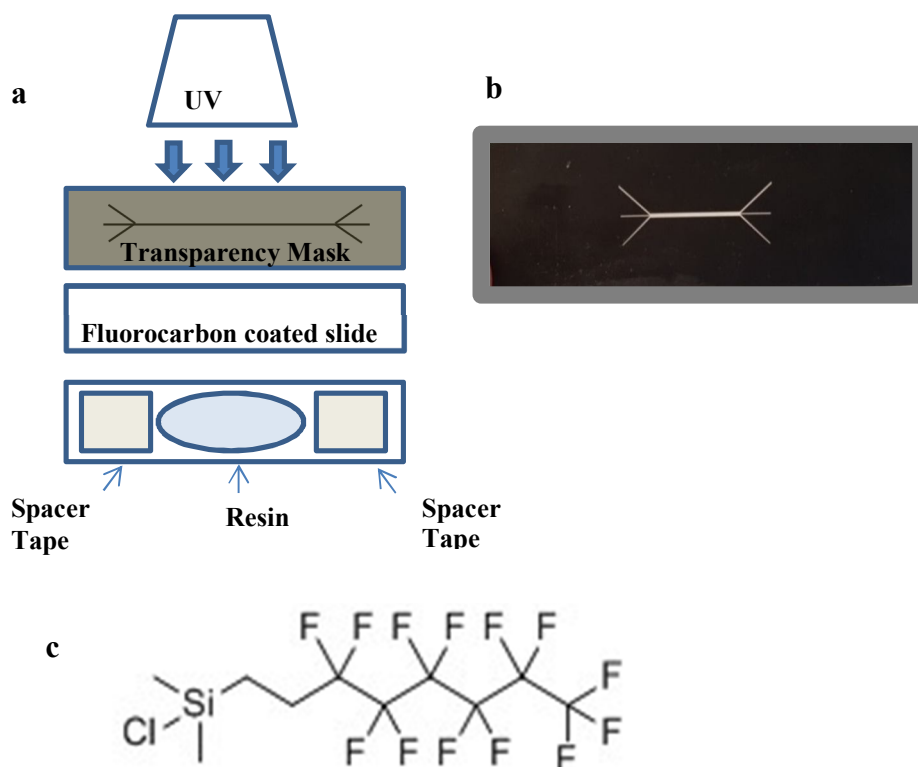 a
UV
b
Transparency Mask
Fluorocarbon coated slide
Spacer
Tape
Resin
Spacer
Tape
c
F F F F F F
F
Si
F
Cl
F F F F F